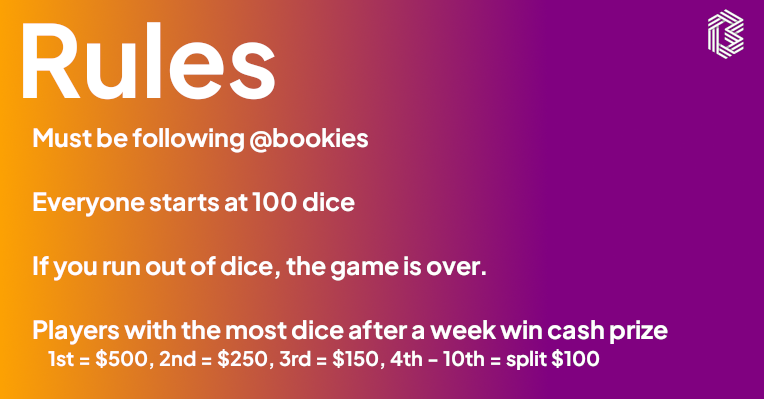 Rules
Must be following @bookies
Everyone starts at 100 dice
If you run out of dice, the game is over.
Players with the most dice after a week win cash prize
1st = $500, 2nd = $250, 3rd = $150, 4th - 10th = split $100